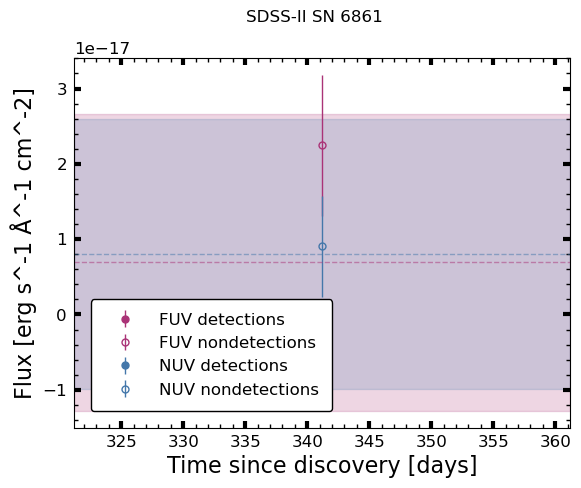 SDSS-II SN 6861
1e−17
3
2
1
0
−1
Flux [erg s^-1 Å^-1 cm^-2]
FUV detections
FUV nondetections
NUV detections
NUV nondetections
325 330 335 340 345 350 355 360
Time since discovery [days]